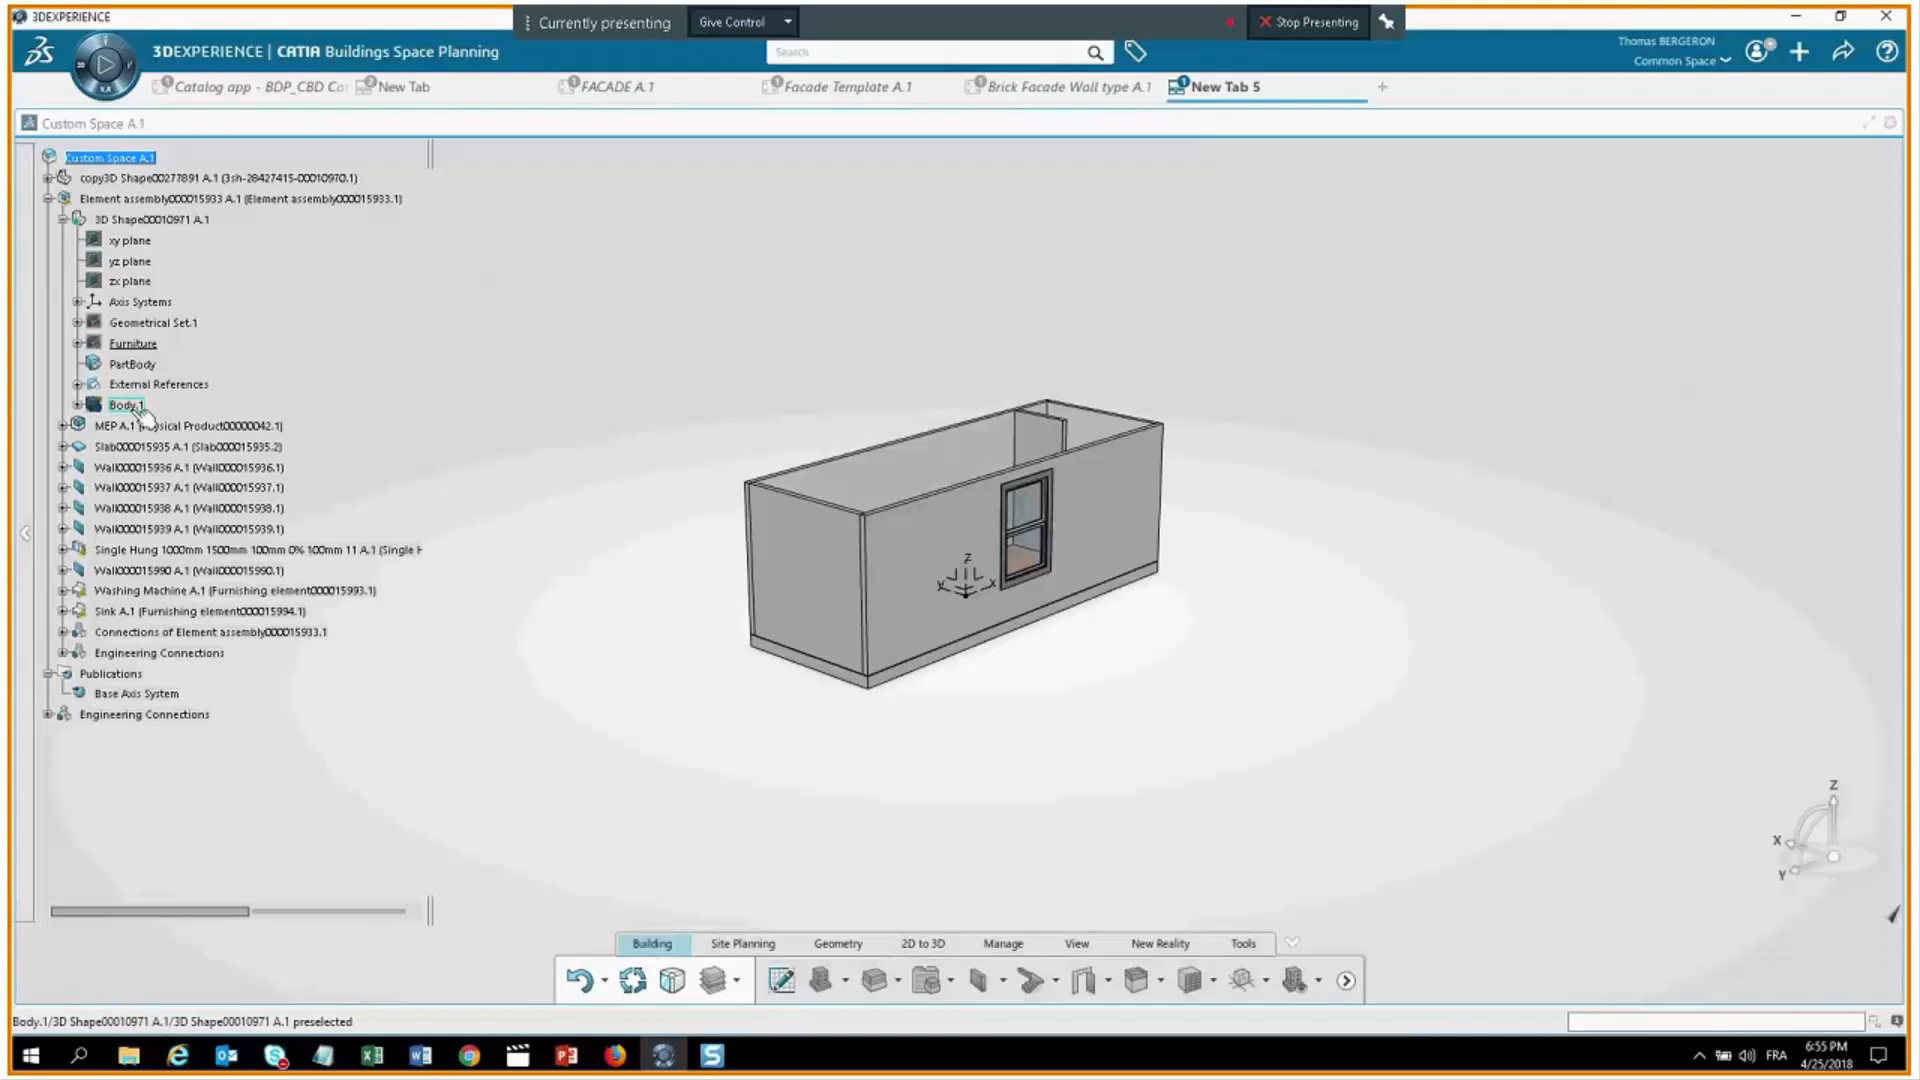 3DEXPERIENCE
Currently presenting
Give Control
Stop Presenting
3DEXPERIENCE | CATIA Buildings Space Planning
Search
Thomas BERGERON
Common Space
Catalog app - BDP_CBD Ca
New Tab
FACADE A.1
Facade Template A.1
Brick Facade Wall type A.1
New Tab 5
Custom Space A.1
Custom Space A.1
copy3D Shape00277891 A.1 (3sh-28427415-00010970.1)
Element assembly000015933 A.1 (Element assembly000015933.1)
3D Shape00010971 A.1
xy plane
yz plane
zx plane
Axis Systems
Geometrical Set.1
Furniture
PartBody
External References
Body.1
MEP A.1 ysical Product00000042.1)
Slab000015935 A.1 (Slab000015935.2)
Wall000015936 A.1 (Wall000015936.1)
Wall000015937 A.1 (Wall000015937.1)
Wall000015938 A.1 (Wall000015938.1)
Wall000015939 A.1 (Wall000015939.1)
Single Hung 1000mm 1500mm 100mm 0% 100mm 11 A.1 (Single H
Wall000015990 A.1 (Wall000015990.1)
Washing Machine A.1 (Furnishing element000015993.1)
Sink A.1 (Furnishing element000015994.1)
Connections of Element assembly000015933.1
Engineering Connections
Publications
Base Axis System
Engineering Connections
Z
Y X
Z
X
Y
Building
Site Planning
Geometry
2D to 3D
Manage
View
New Reality
Tools
Body.1/3D Shape00010971 A.1/3D Shape00010971 A.1 preselected
FRA
6:55 PM
4/25/2018